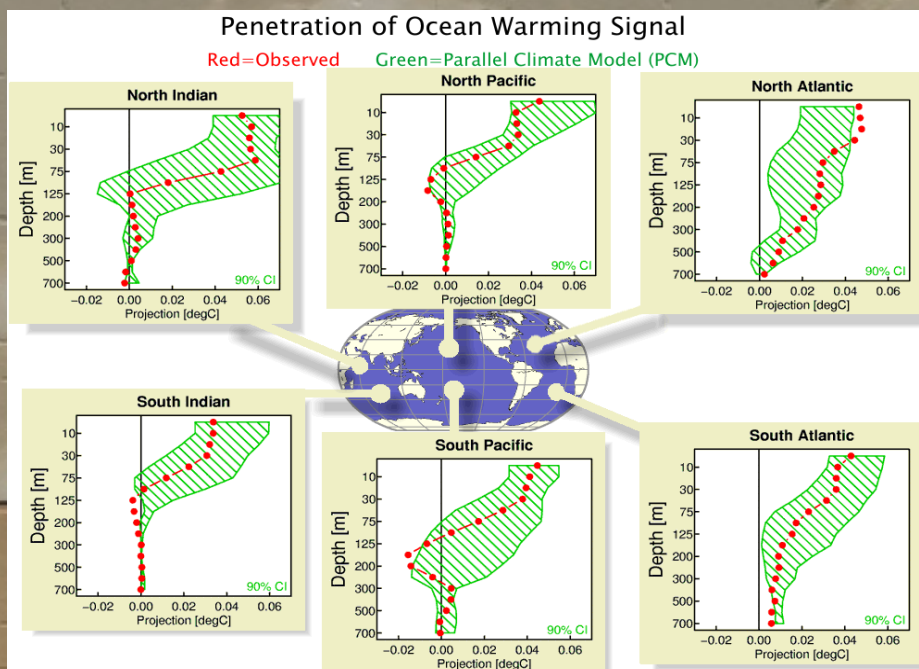 Penetration of Ocean Warming Signal
Red=Observed Green=Parallel Climate Model (PCM)
North Indian
Depth [m]
10
30
75
125
200
300
500
700
90% CI
−0.02 0.00 0.02 0.04 0.06
Projection [degC]
North Pacific
Depth [m]
10
30
75
125
200
300
500
700
90% CI
−0.02 0.00 0.02 0.04 0.06
Projection [degC]
North Atlantic
Depth [m]
10
30
75
125
200
300
500
700
90% CI
−0.02 0.00 0.02 0.04 0.06
Projection [degC]
South Indian
Depth [m]
10
30
75
125
200
300
500
700
90% CI
−0.02 0.00 0.02 0.04 0.06
Projection [degC]
South Pacific
Depth [m]
10
30
75
125
200
300
500
700
90% CI
−0.02 0.00 0.02 0.04 0.06
Projection [degC]
South Atlantic
Depth [m]
10
30
75
125
200
300
500
700
90% CI
−0.02 0.00 0.02 0.04 0.06
Projection [degC]